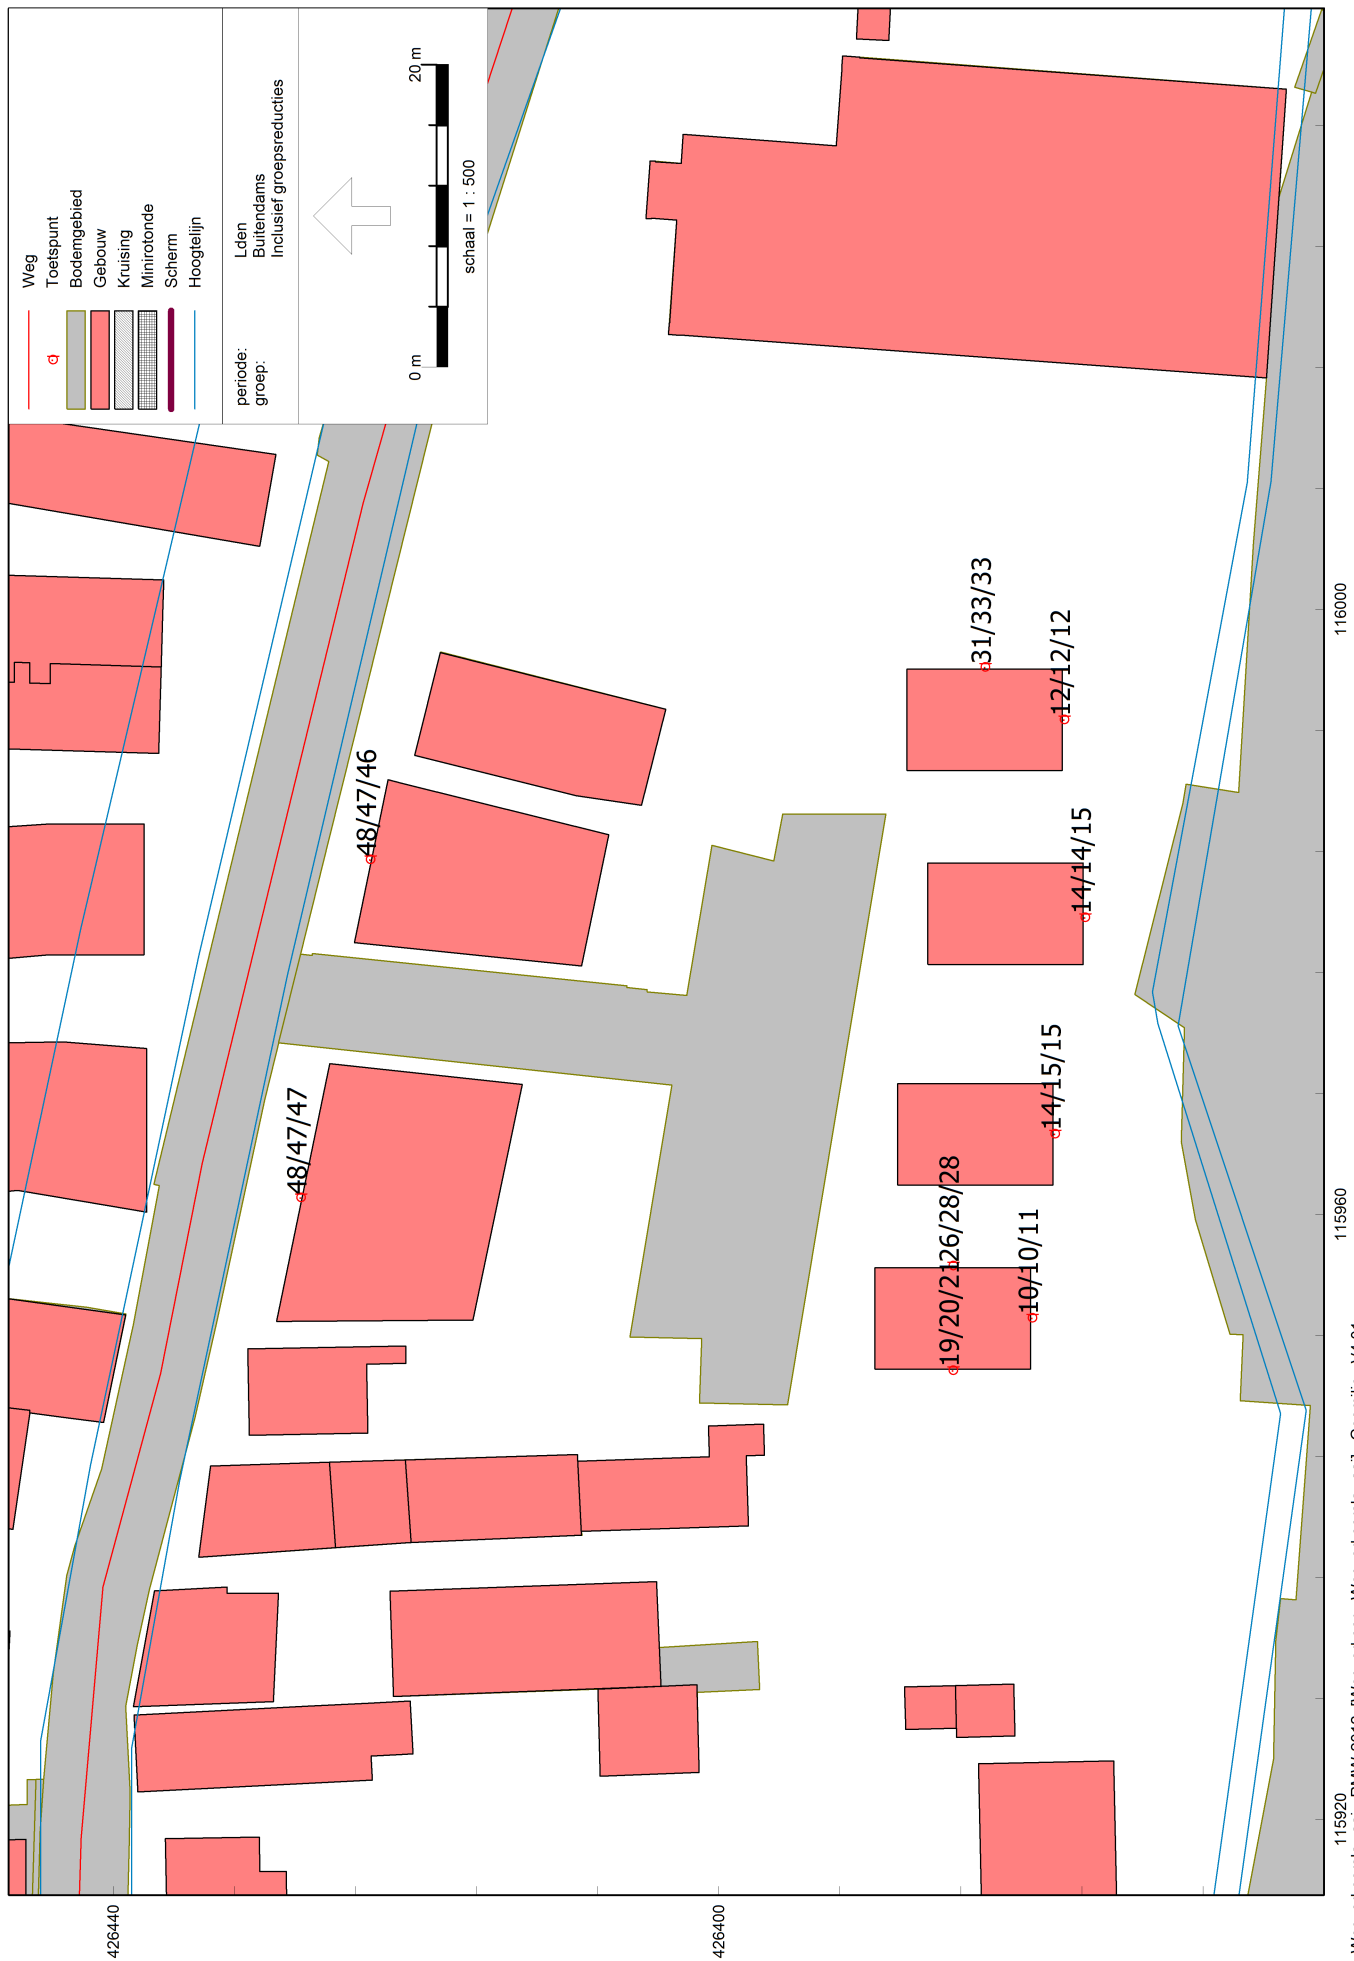 Weg
Toetspunt
Bodemgebied
Gebouw
Kruising
Minirotonde
Scherm
Hoogtelijn
periode: Lden
groep: Buitendams
Inclusief groepsreducties
0 m 20 m
schaal = 1 : 500
48/47/46
48/47/47
31/33/33
12/12/12
14/14/15
14/15/15
26/28/28
19/20/21
10/10/11
426440
426400
115920
115960
116000